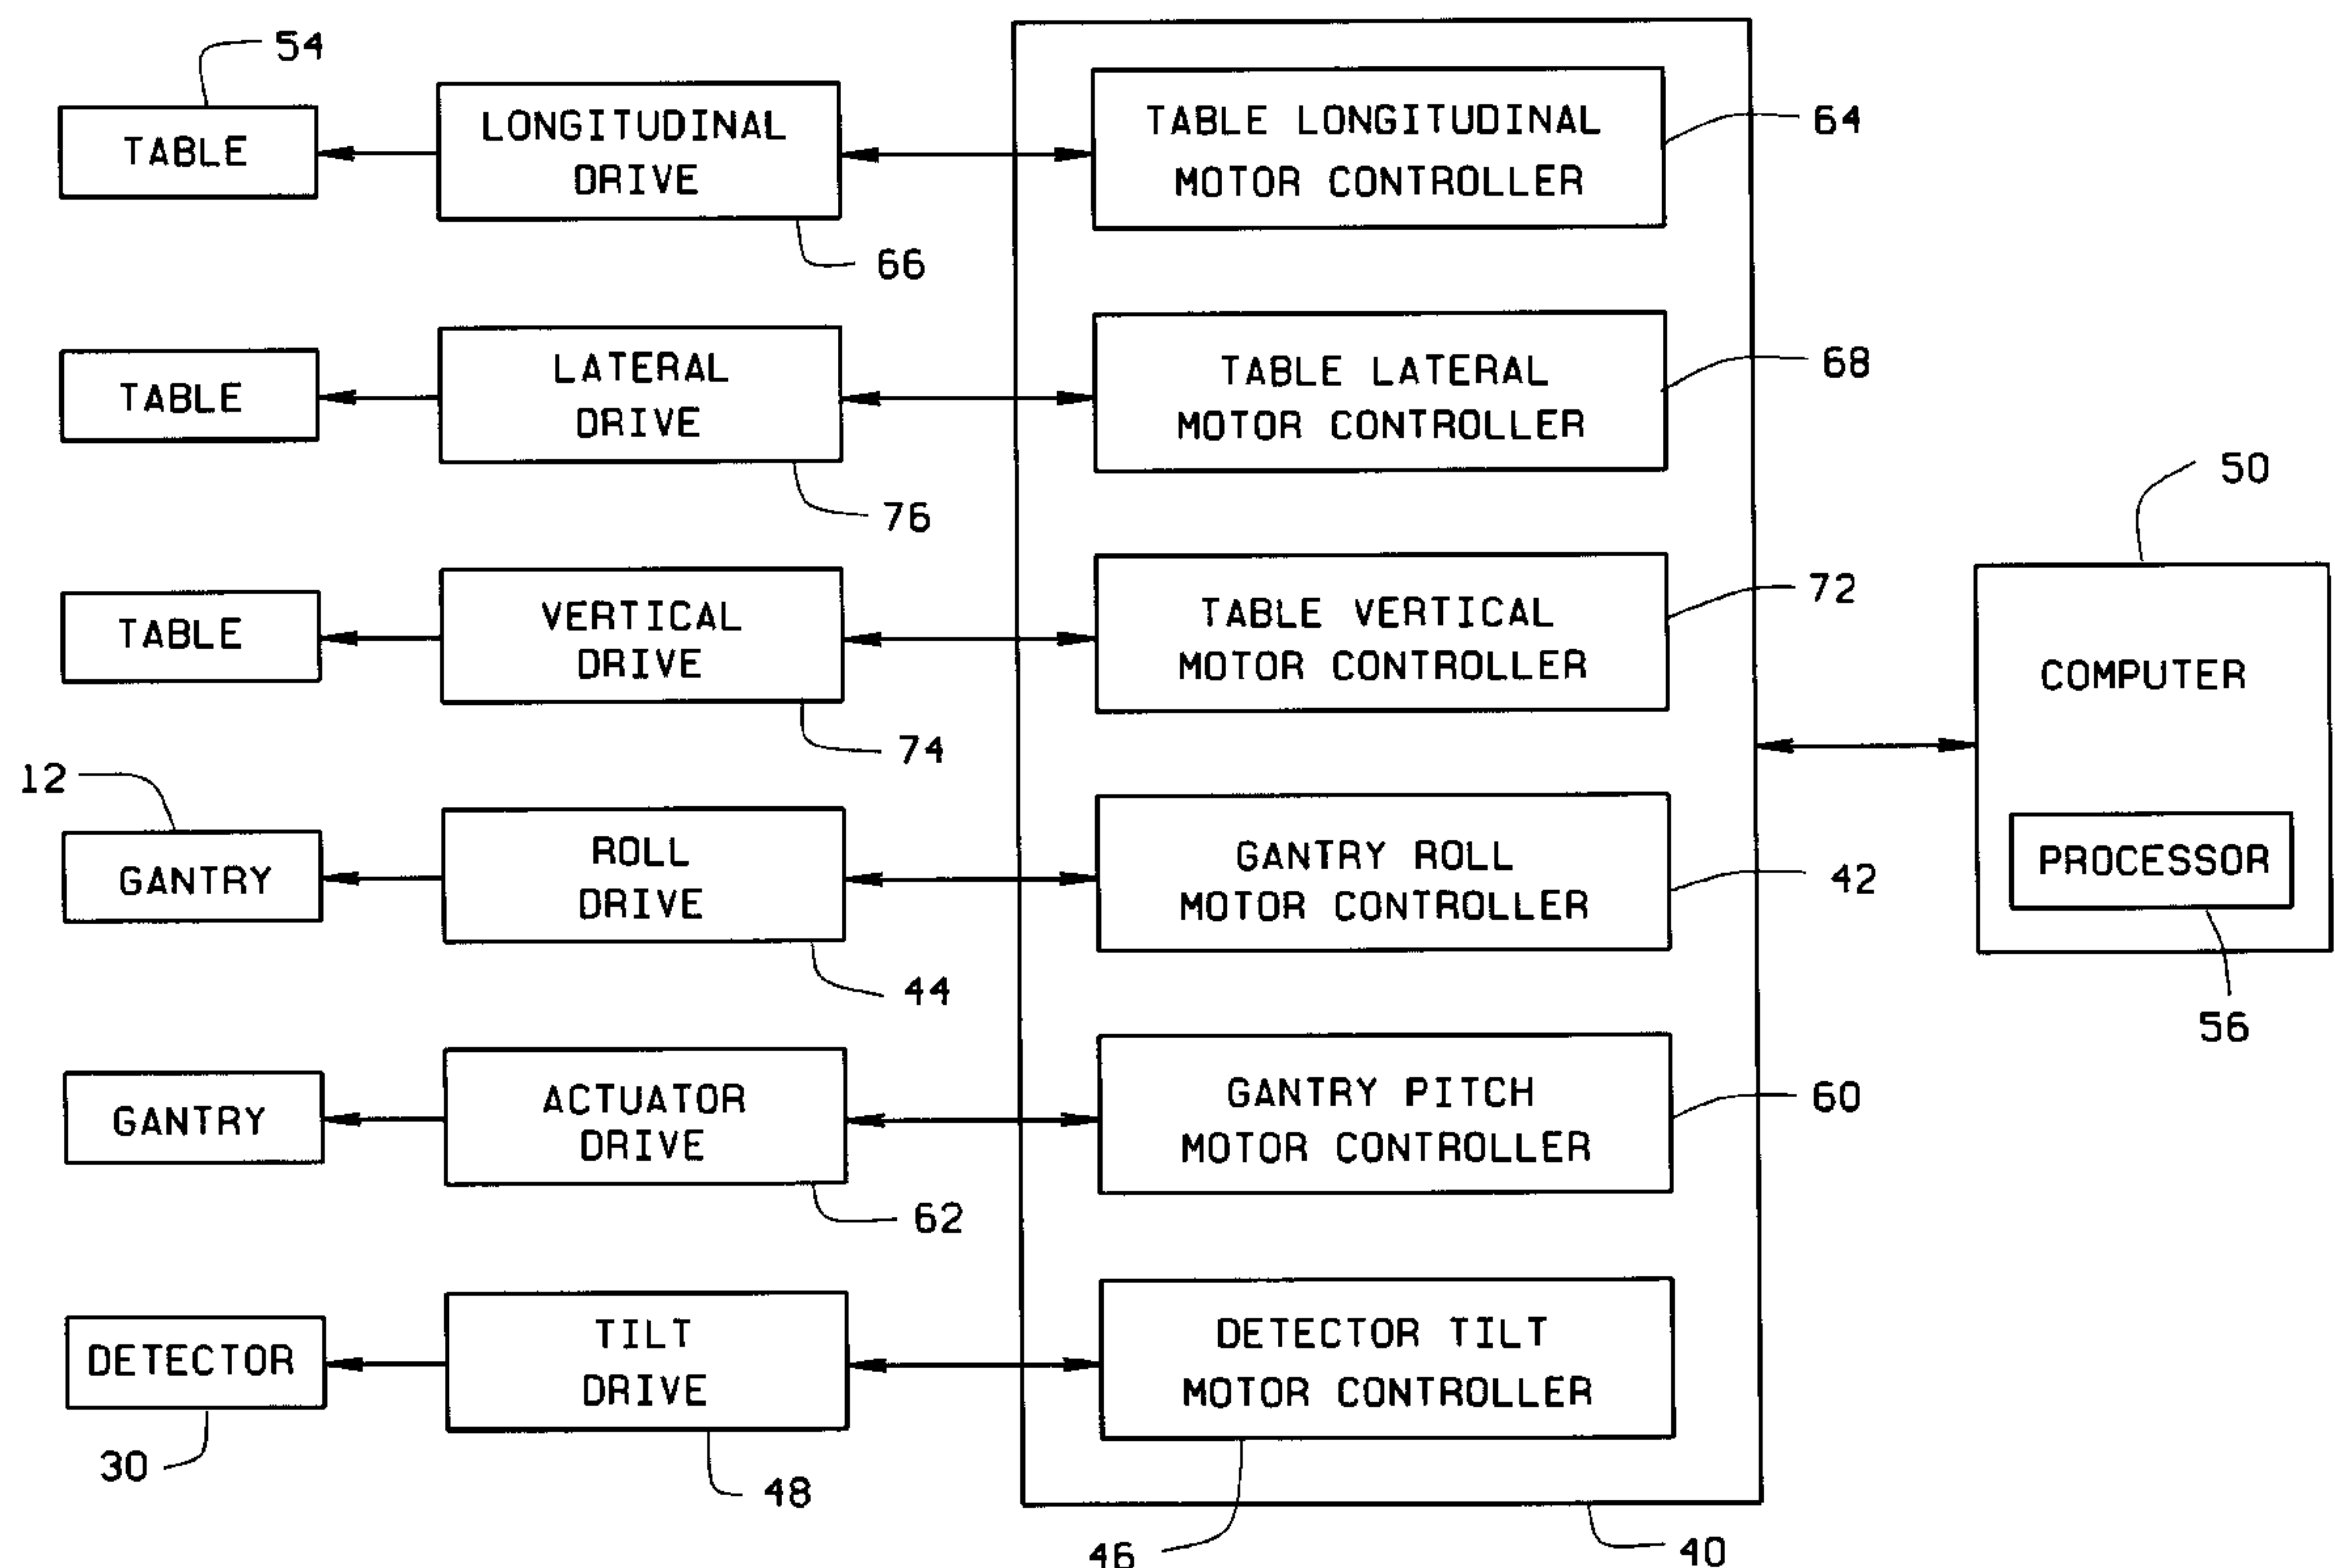 54
TABLE
LONGITUDINAL
DRIVE
66
TABLE LONGITUDINAL
MOTOR CONTROLLER
64
TABLE
LATERAL
DRIVE
76
TABLE LATERAL
MOTOR CONTROLLER
68
TABLE
VERTICAL
DRIVE
74
TABLE VERTICAL
MOTOR CONTROLLER
72
50
COMPUTER
PROCESSOR
56
12
GANTRY
ROLL
DRIVE
44
GANTRY ROLL
MOTOR CONTROLLER
42
GANTRY
ACTUATOR
DRIVE
62
GANTRY PITCH
MOTOR CONTROLLER
60
DETECTOR
30
TILT
DRIVE
48
DETECTOR TILT
MOTOR CONTROLLER
46
40